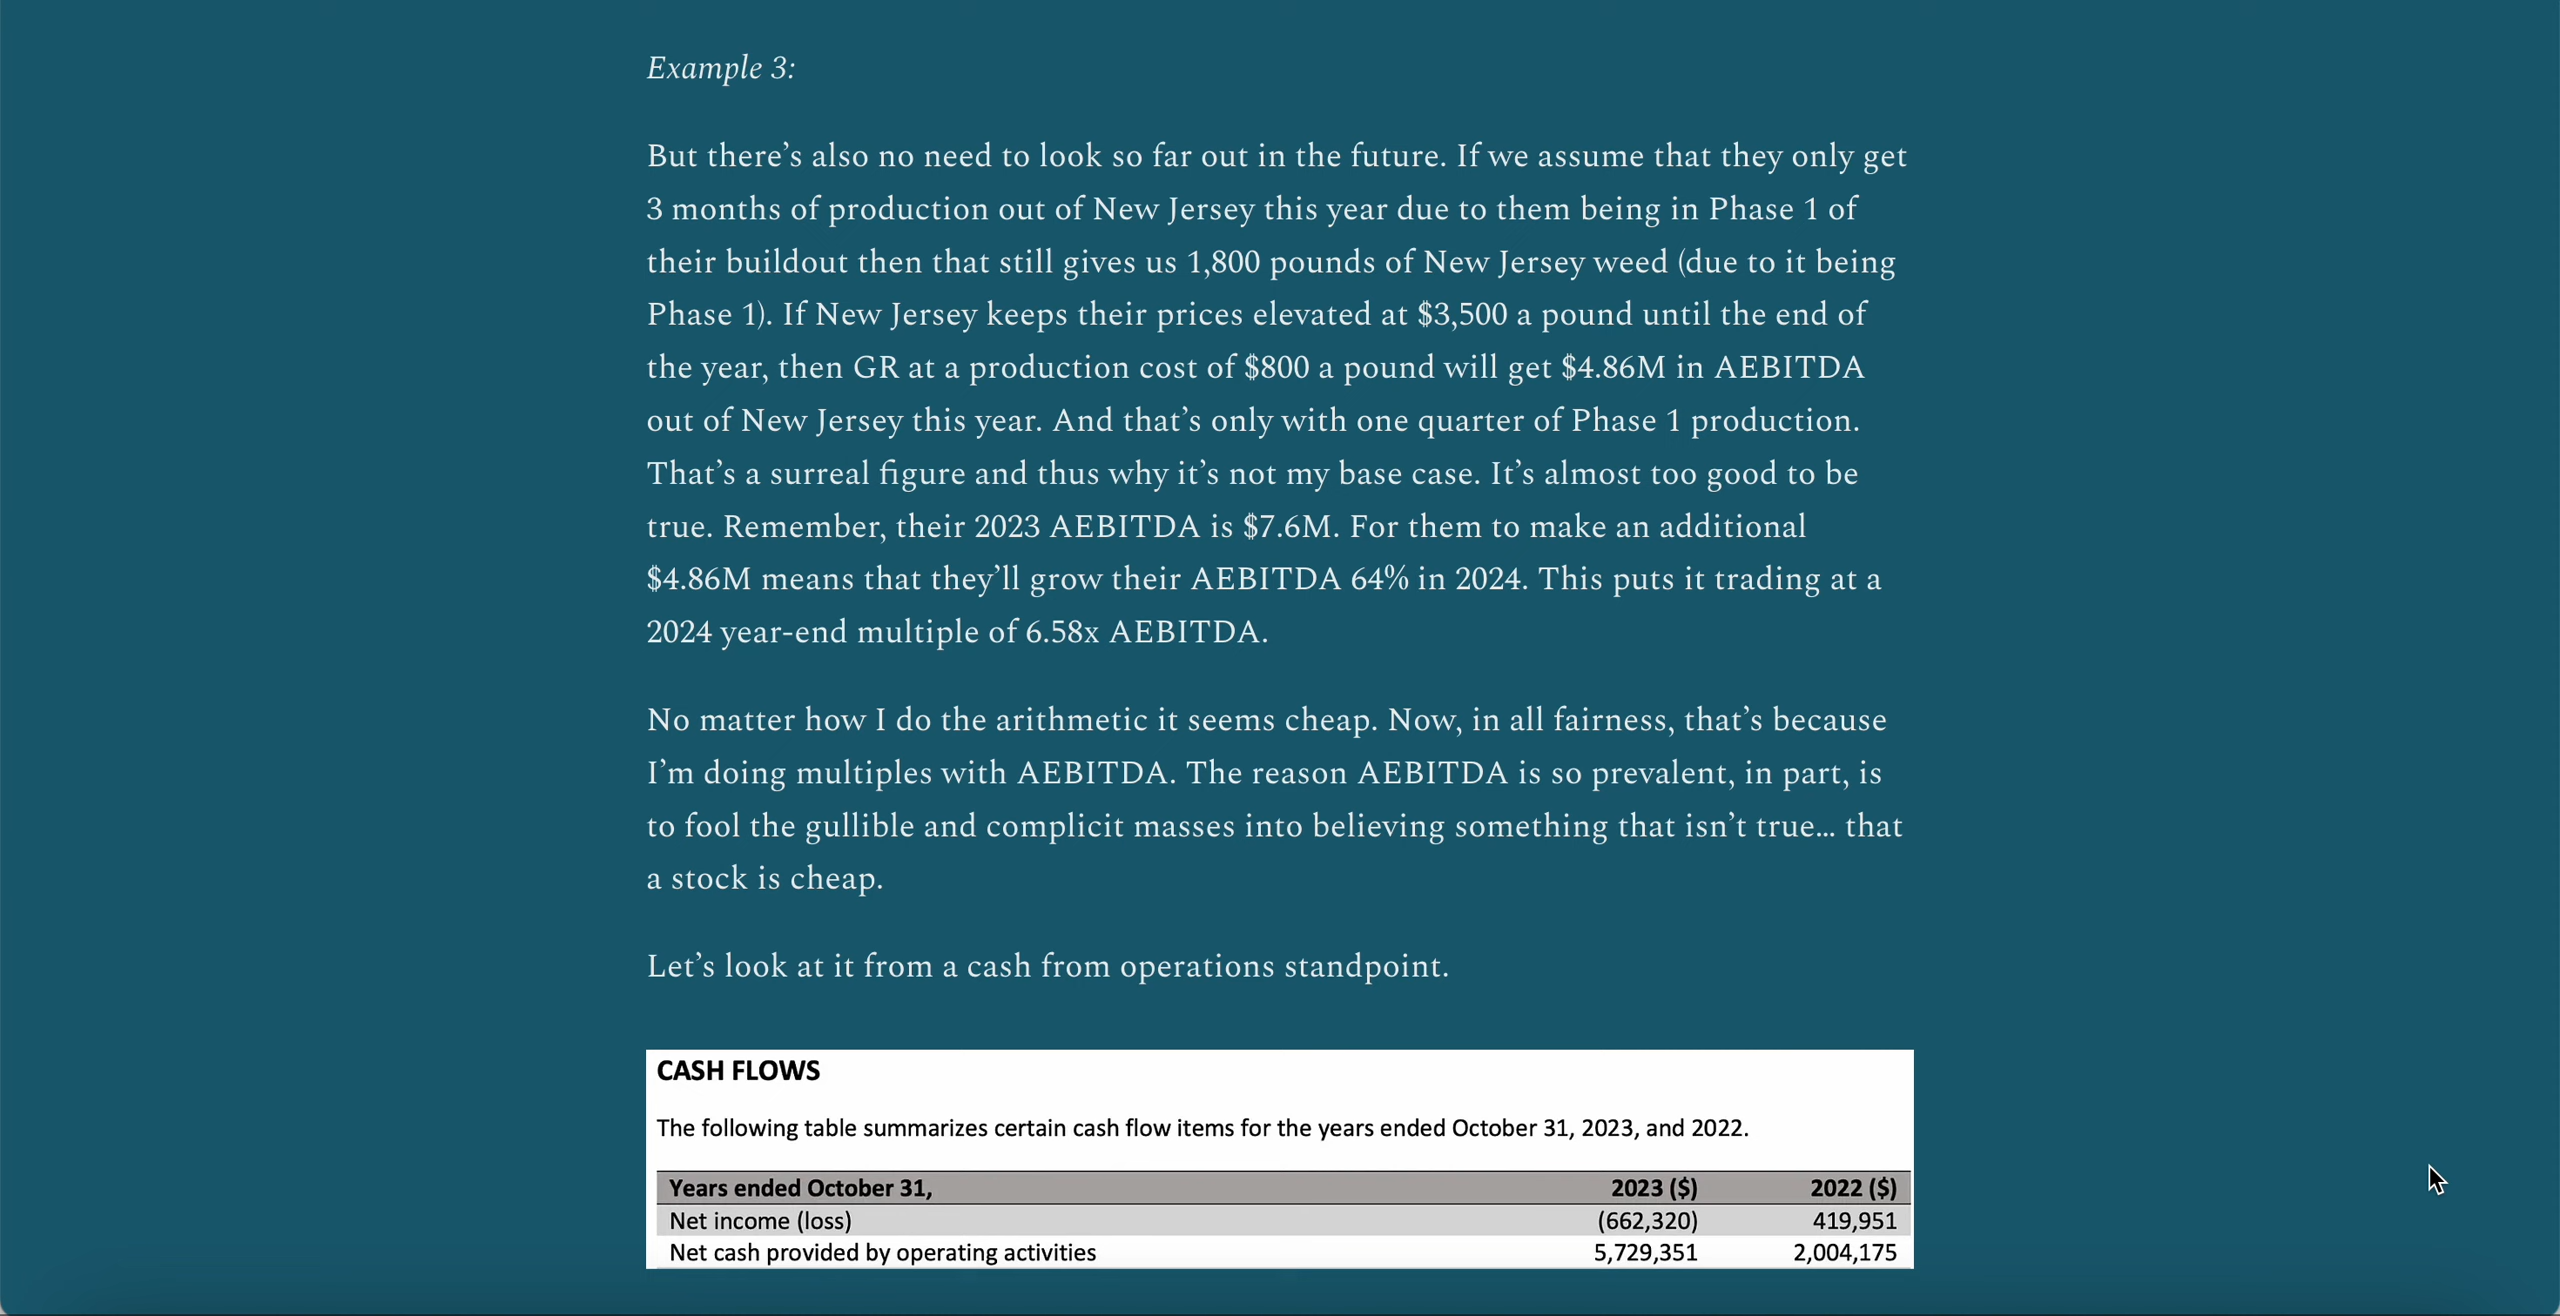 Example 3:
But there’s also no need to look so far out in the future. If we assume that they only get
3 months of production out of New Jersey this year due to them being in Phase 1 of
their buildout then that still gives us 1,800 pounds of New Jersey weed (due to it being
Phase 1). If New Jersey keeps their prices elevated at $3,500 a pound until the end of
the year, then GR at a production cost of $800 a pound will get $4.86M in AEBITDA
out of New Jersey this year. And that’s only with one quarter of Phase 1 production.
That’s a surreal figure and thus why it’s not my base case. It’s almost too good to be
true. Remember, their 2023 AEBITDA is $7.6M. For them to make an additional
$4.86M means that they’ll grow their AEBITDA 64% in 2024. This puts it trading at a
2024 year-end multiple of 6.58x AEBITDA.
No matter how I do the arithmetic it seems cheap. Now, in all fairness, that’s because
I’m doing multiples with AEBITDA. The reason AEBITDA is so prevalent, in part, is
to fool the gullible and complicit masses into believing something that isn’t true… that
a stock is cheap.
Let’s look at it from a cash from operations standpoint.
CASH FLOWS
The following table summarizes certain cash flow items for the years ended October 31, 2023, and 2022.
Years ended October 31, 2023 ($) 2022 ($)
Net income (loss) (662,320) 419,951
Net cash provided by operating activities 5,729,351 2,004,175